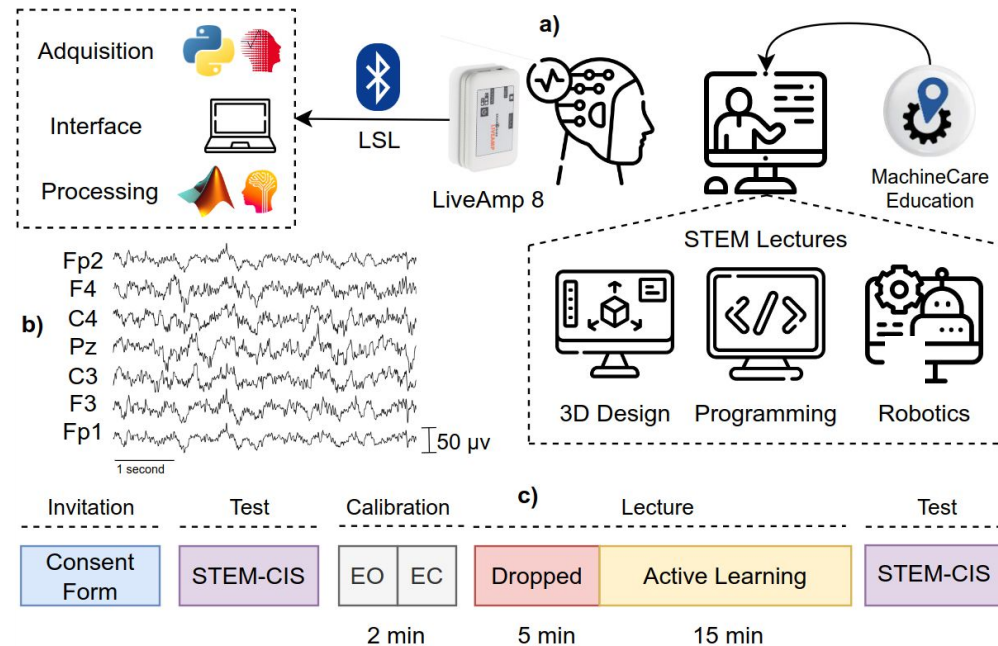 a)
Adquisition
Interface
Processing
LSL
LiveAmp 8
MachineCare
Education
STEM Lectures
3D Design
Programming
Robotics
b)
Fp2
F4
C4
Pz
C3
F3
Fp1
50 μv
1 second
c)
Invitation
Test
Calibration
Lecture
Test
Consent
Form
STEM-CIS
EO
EC
Dropped
Active Learning
STEM-CIS
2 min
5 min
15 min